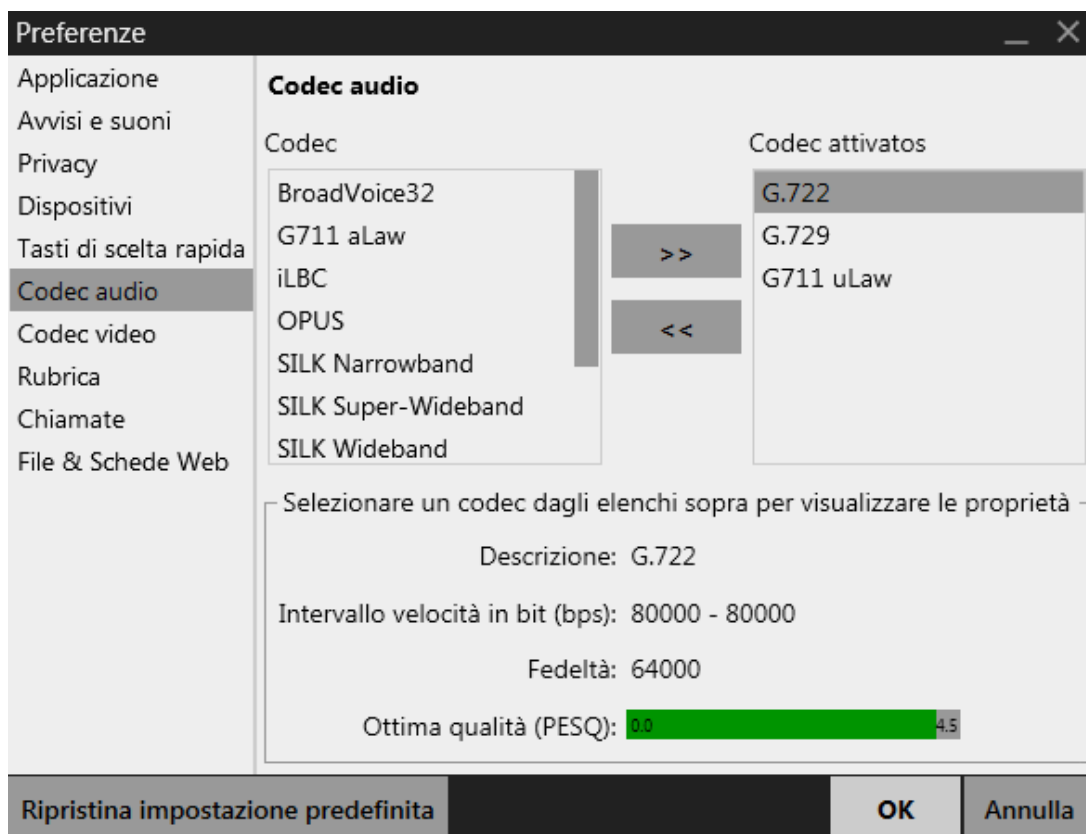 Preferenze
Applicazione
Avvisi e suoni
Privacy
Dispositivi
Tasti di scelta rapida
Codec audio
Codec video
Rubrica
Chiamate
File & Schede Web
Codec audio
Codec
BroadVoice32
G711 aLaw
iLBC
OPUS
SILK Narrowband
SILK Super-Wideband
SILK Wideband
>>
<<
Codec attivatos
G.722
G.729
G711 uLaw
Selezionare un codec dagli elenchi sopra per visualizzare le proprietà
Descrizione: G.722
Intervallo velocità in bit (bps): 80000 - 80000
Fedeltà: 64000
Ottima qualità (PESQ): 0.0 4.5
Ripristina impostazione predefinita
OK
Annulla